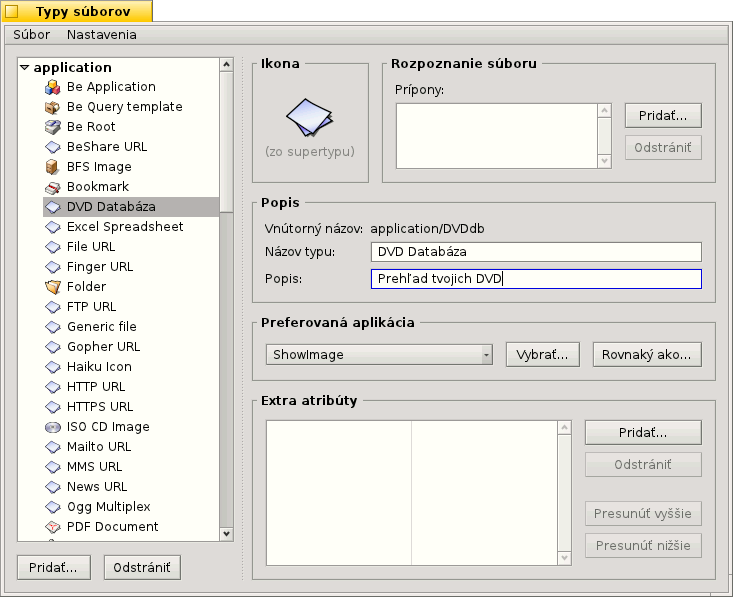 Typy súborov
Súbor Nastavenia
application
Be Application
Be Query template
Be Root
BeShare URL
BFS Image
Bookmark
DVD Databáza
Excel Spreadsheet
File URL
Finger URL
Folder
FTP URL
Generic file
Gopher URL
Haiku Icon
HTTP URL
HTTPS URL
ISO CD Image
Mailto URL
MMS URL
News URL
Ogg Multiplex
PDF Document
Pridať...
Odstrániť
Ikona
(zo supertypu)
Rozpoznanie súboru
Prípony:
Pridať...
Odstrániť
Popis
Vnútorný názov: application/DVDdb
Názov typu: DVD Databáza
Popis: Prehľad tvojich DVD
Preferovaná aplikácia
ShowImage
Vybrať...
Rovnaký ako...
Extra atribúty
Pridať...
Odstrániť
Presunúť vyššie
Presunúť nižšie